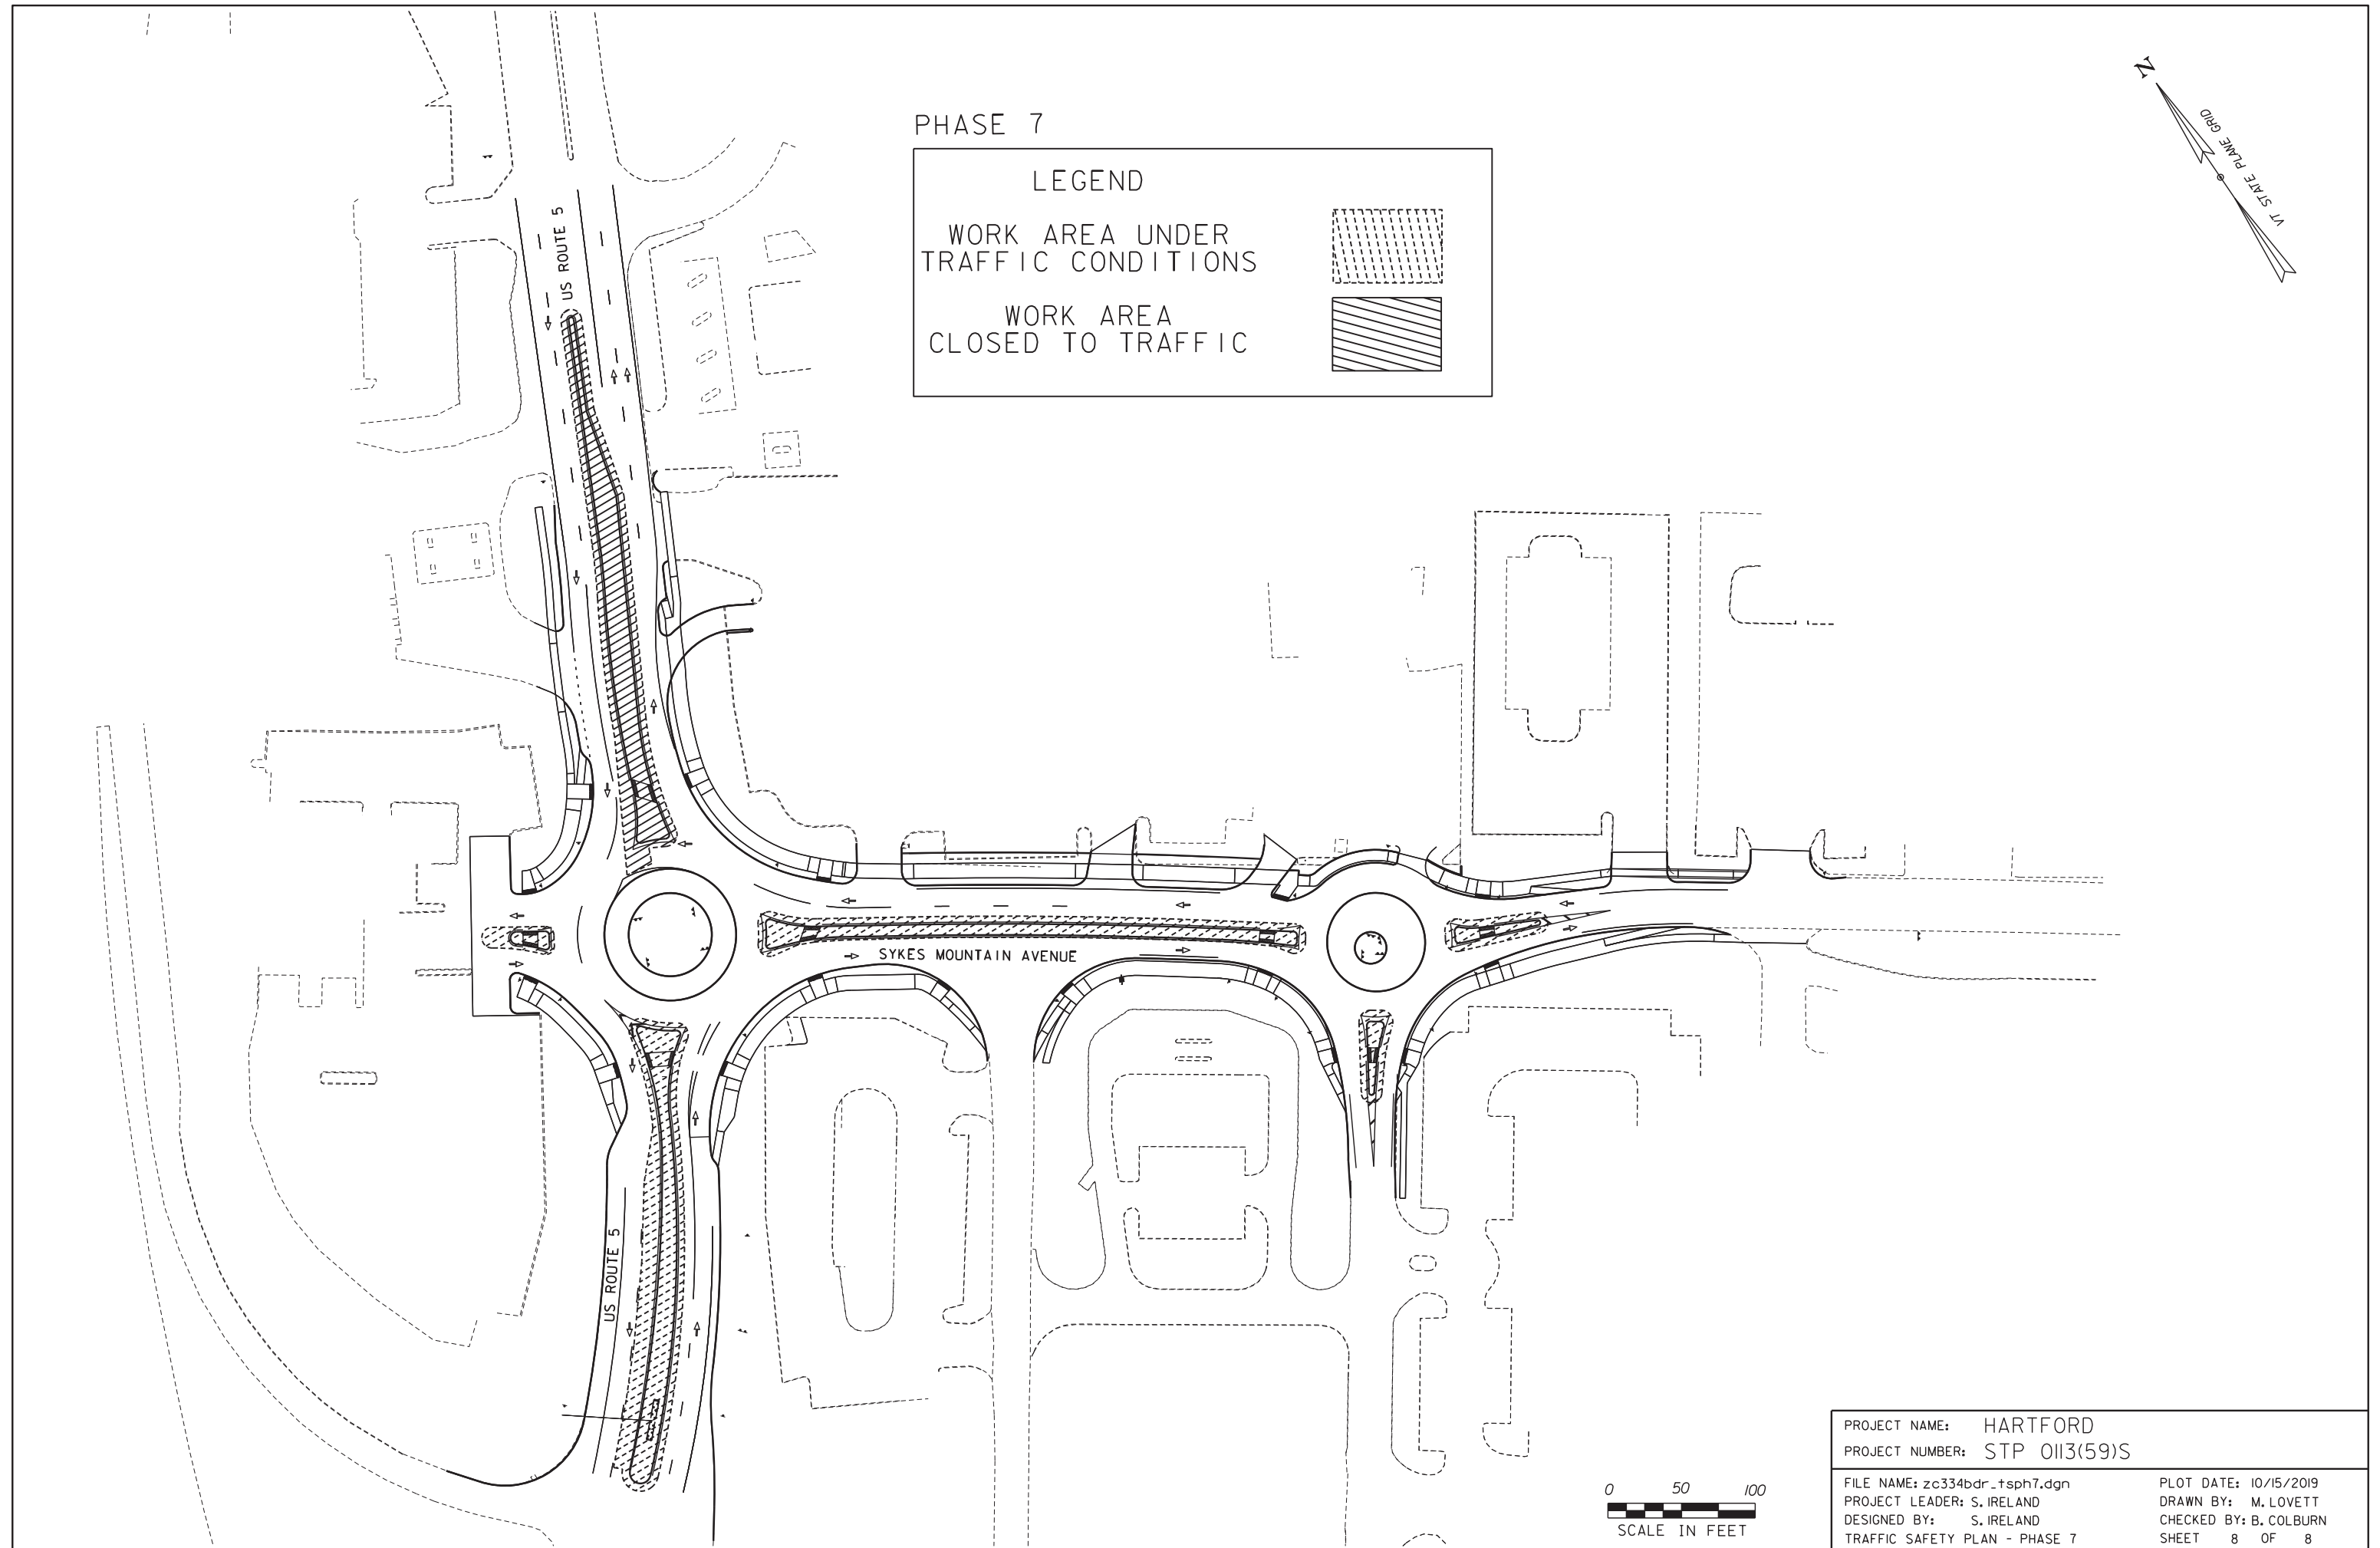 N
VT STATE PLANE GRID
PHASE 7
LEGEND
WORK AREA UNDER
TRAFFIC CONDITIONS
WORK AREA
CLOSED TO TRAFFIC
US ROUTE 5
SYKES MOUNTAIN AVENUE
US ROUTE 5
0 50 100
SCALE IN FEET
PROJECT NAME: HARTFORD
PROJECT NUMBER: STP 0113(59)S
FILE NAME: zc334bdr_tsph7.dgn
PROJECT LEADER: S. IRELAND
DESIGNED BY: S. IRELAND
TRAFFIC SAFETY PLAN - PHASE 7
PLOT DATE: 10/15/2019
DRAWN BY: M. LOVETT
CHECKED BY: B. COLBURN
SHEET 8 OF 8